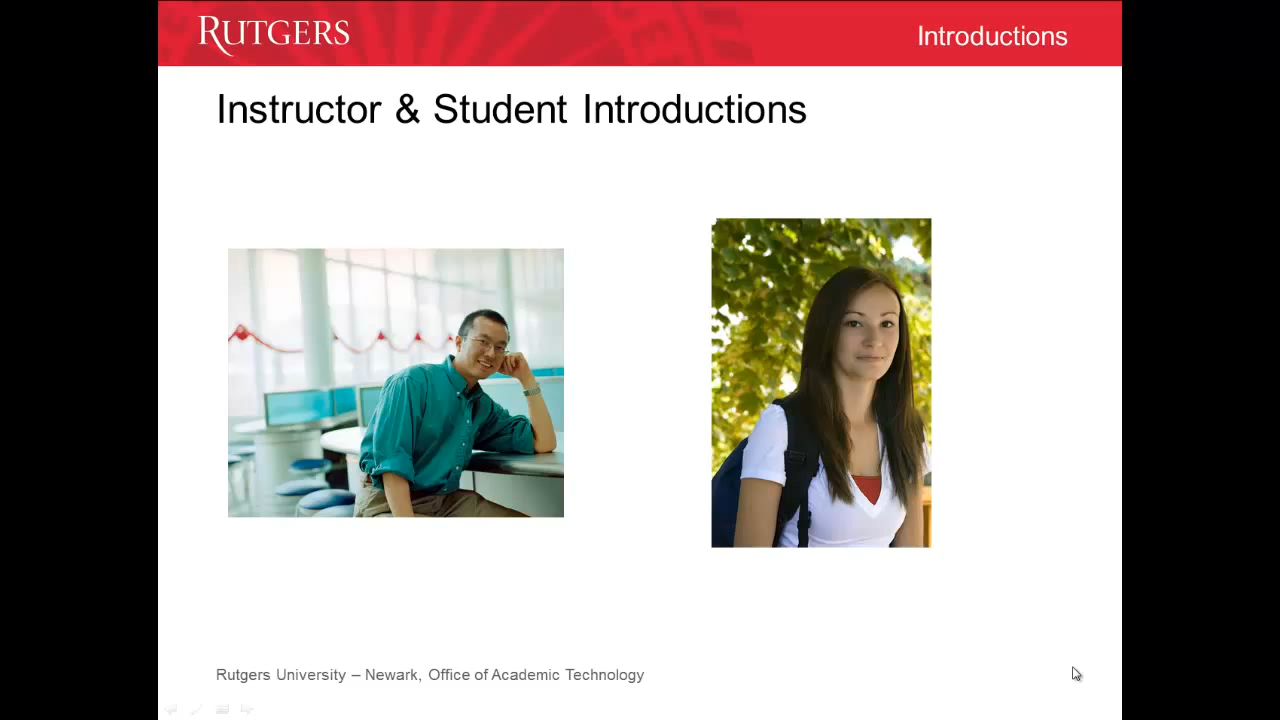 RUTGERS
Introductions
Instructor & Student Introductions
Rutgers University – Newark, Office of Academic Technology